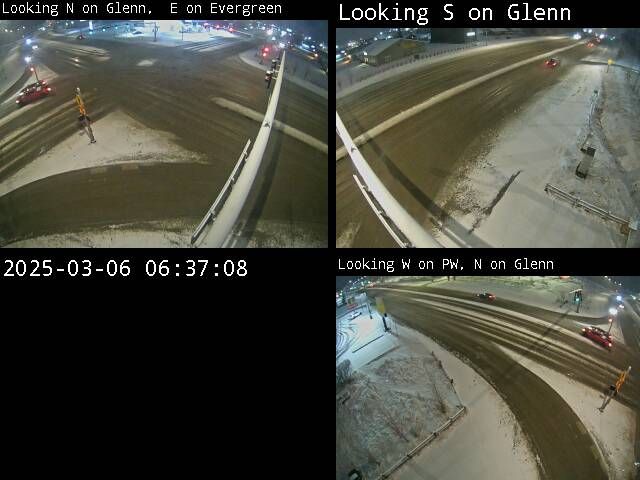 Looking N on Glenn,  E on Evergreen
Looking S on Glenn
2025-03-06 06:37:08
Looking W on PW, N on Glenn